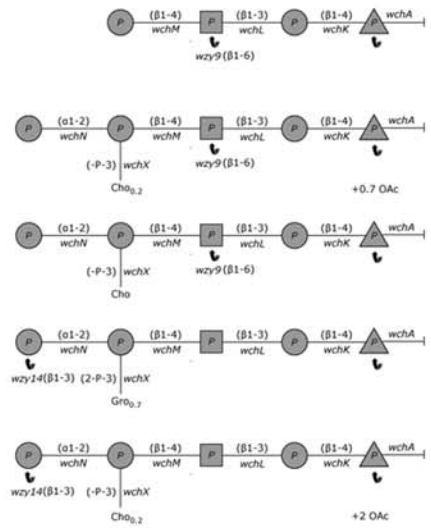 (β1-4) (β1-3) (β1-4) wchA
P P P P
wchM wchL wchK
wzy9(β1-6)
(α1-2) (β1-4) (β1-3) (β1-4) wchA
P P P P P
wchN wchM wchL wchK
(-P-3) wchX wzy9(β1-6)
Cho0.2 +0.7 OAc
(α1-2) (β1-4) (β1-3) (β1-4) wchA
P P P P P
wchN wchM wchL wchK
(-P-3) wchX wzy9(β1-6)
Cho
(α1-2) (β1-4) (β1-3) (β1-4) wchA
P P P P P
wchN wchM wchL wchK
wzy14(β1-3) (2-P-3) wchX
Gro0.7
(α1-2) (β1-4) (β1-3) (β1-4) wchA
P P P P P
wchN wchM wchL wchK
wzy14(β1-3) (-P-3) wchX
Cho0.2 +2 OAc